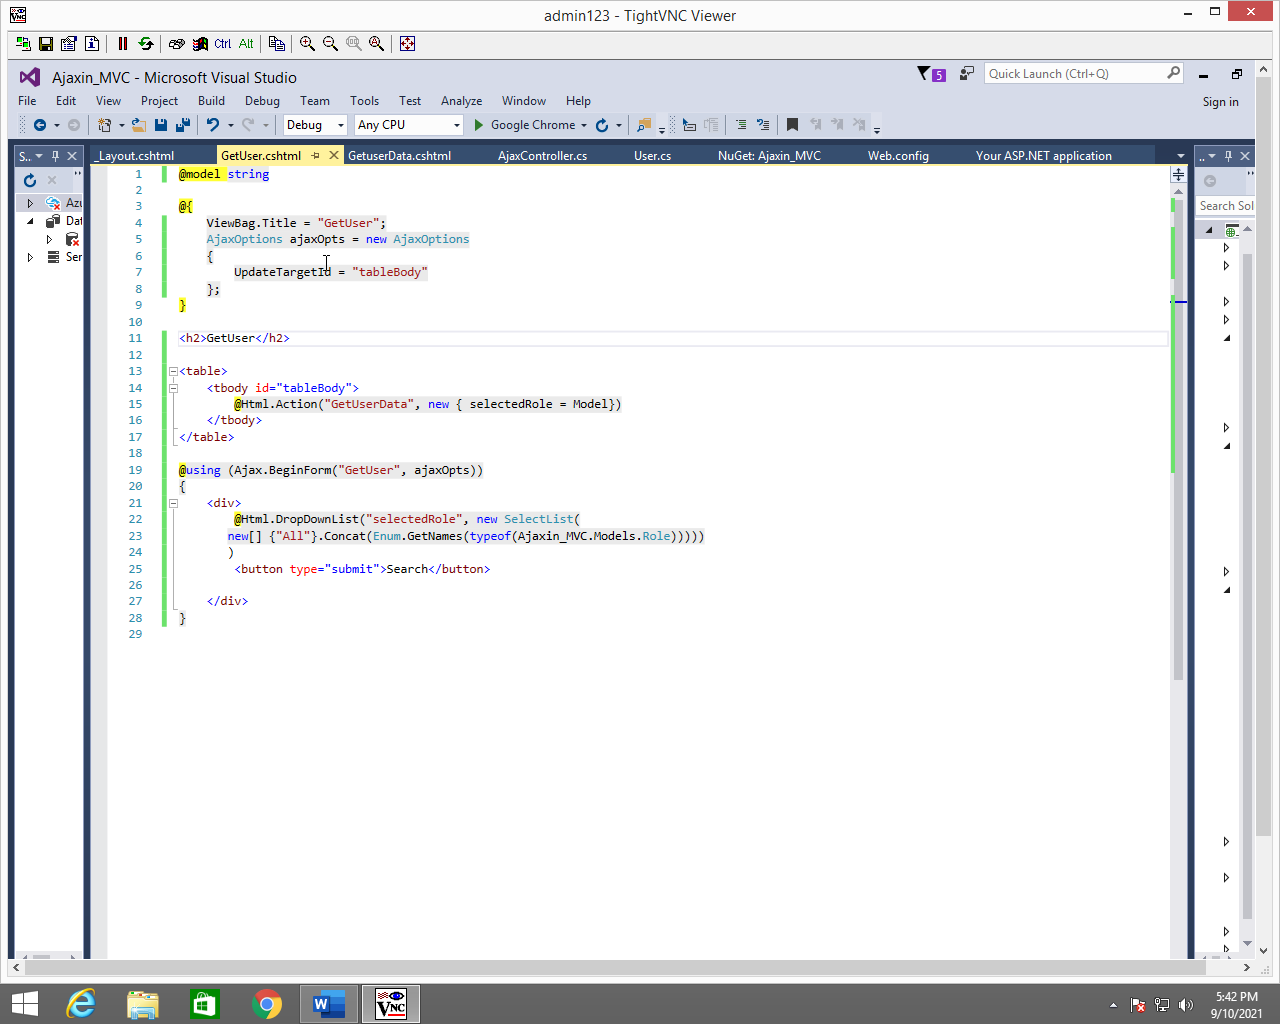 admin123 - TightVNC Viewer
Ctrl Alt
Ajaxin_MVC - Microsoft Visual Studio
5
Quick Launch (Ctrl+Q)
File Edit View Project Build Debug Team Tools Test Analyze Window Help
Sign in
Debug Any CPU Google Chrome
S.. _Layout.cshtml GetUser.cshtml GetuserData.cshtml AjaxController.cs User.cs NuGet: Ajaxin_MVC Web.config Your ASP.NET application ..
Search Sol
Azu
Dat
Ser
1 @model string
2
3 @{
4 ViewBag.Title = "GetUser";
5 AjaxOptions ajaxOpts = new AjaxOptions
6 {
7 UpdateTargetId = "tableBody"
8 };
9 }
10
11 <h2>GetUser</h2>
12
13 <table>
14 <tbody id="tableBody">
15 @Html.Action("GetUserData", new { selectedRole = Model})
16 </tbody>
17 </table>
18
19 @using (Ajax.BeginForm("GetUser", ajaxOpts))
20 {
21 <div>
22 @Html.DropDownList("selectedRole", new SelectList(
23 new[] {"All"}.Concat(Enum.GetNames(typeof(Ajaxin_MVC.Models.Role)))))
24 )
25 <button type="submit">Search</button>
26
27 </div>
28 }
29
5:42 PM
9/10/2021